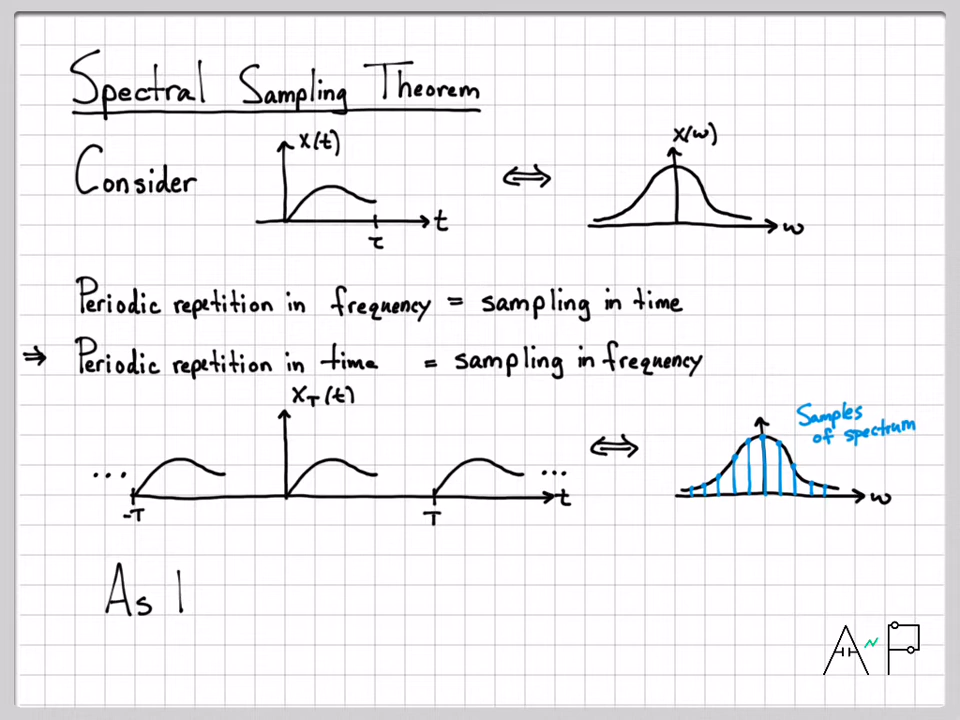 Spectral Sampling Theorem
Consider
x(t)
⇔
X(ω)
t
τ
ω
Periodic repetition in frequency = sampling in time
⇒ Periodic repetition in time = sampling in frequency
x_T(t)
Samples
of spectrum
⇔
...
...
t
ω
-T
T
As |
A P